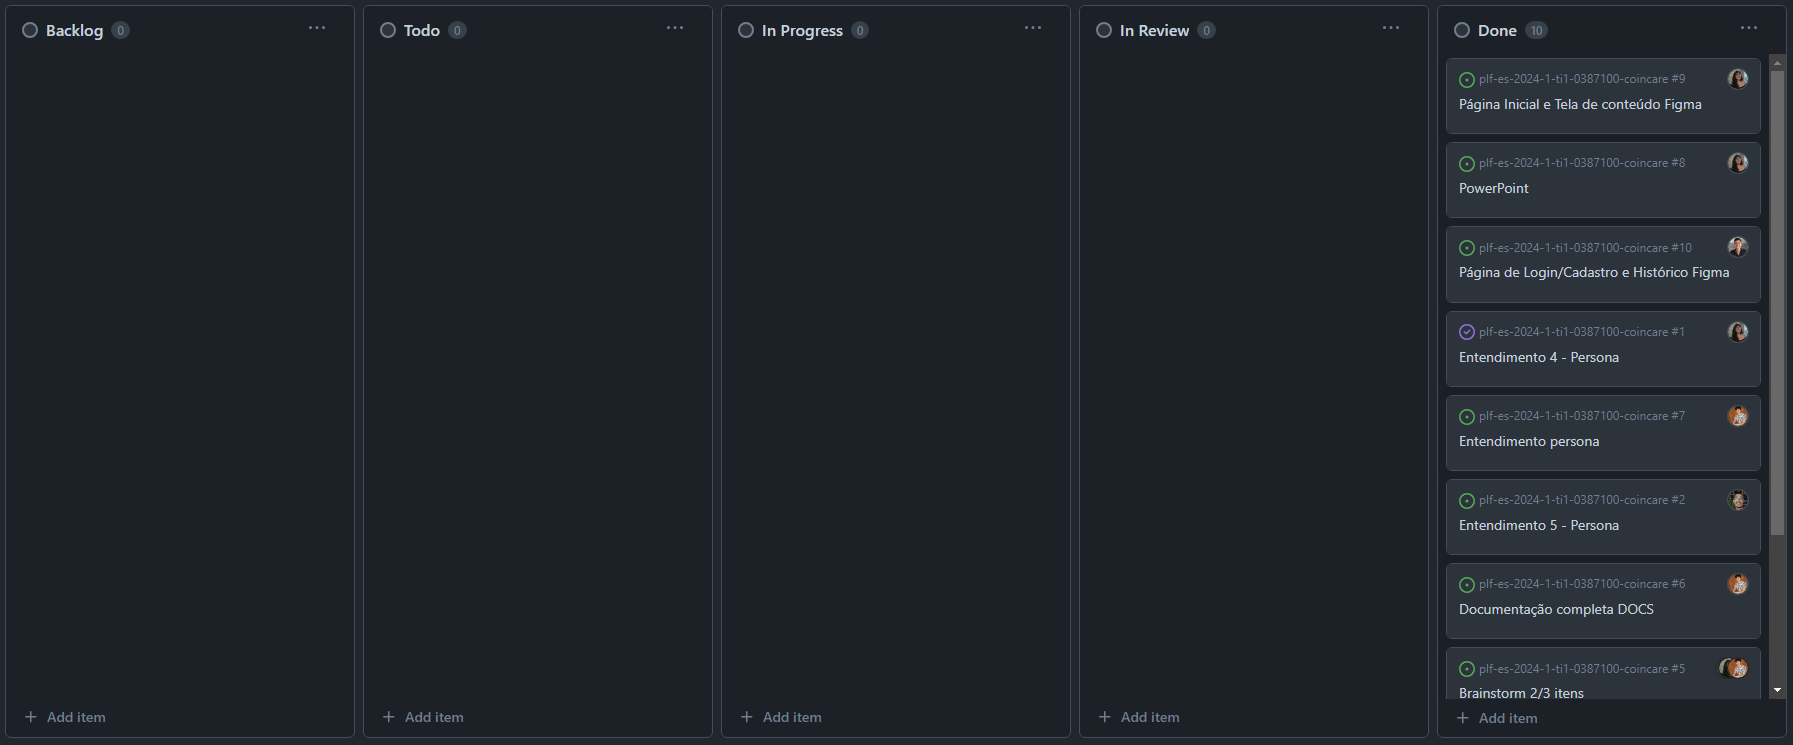 Backlog 0
Add item
Todo 0
Add item
In Progress 0
Add item
In Review 0
Add item
Done 10
plf-es-2024-1-ti1-0387100-coincare #9
Página Inicial e Tela de conteúdo Figma
plf-es-2024-1-ti1-0387100-coincare #8
PowerPoint
plf-es-2024-1-ti1-0387100-coincare #10
Página de Login/Cadastro e Histórico Figma
plf-es-2024-1-ti1-0387100-coincare #1
Entendimento 4 - Persona
plf-es-2024-1-ti1-0387100-coincare #7
Entendimento persona
plf-es-2024-1-ti1-0387100-coincare #2
Entendimento 5 - Persona
plf-es-2024-1-ti1-0387100-coincare #6
Documentação completa DOCS
plf-es-2024-1-ti1-0387100-coincare #5
Brainstorm 2/3 itens
Add item